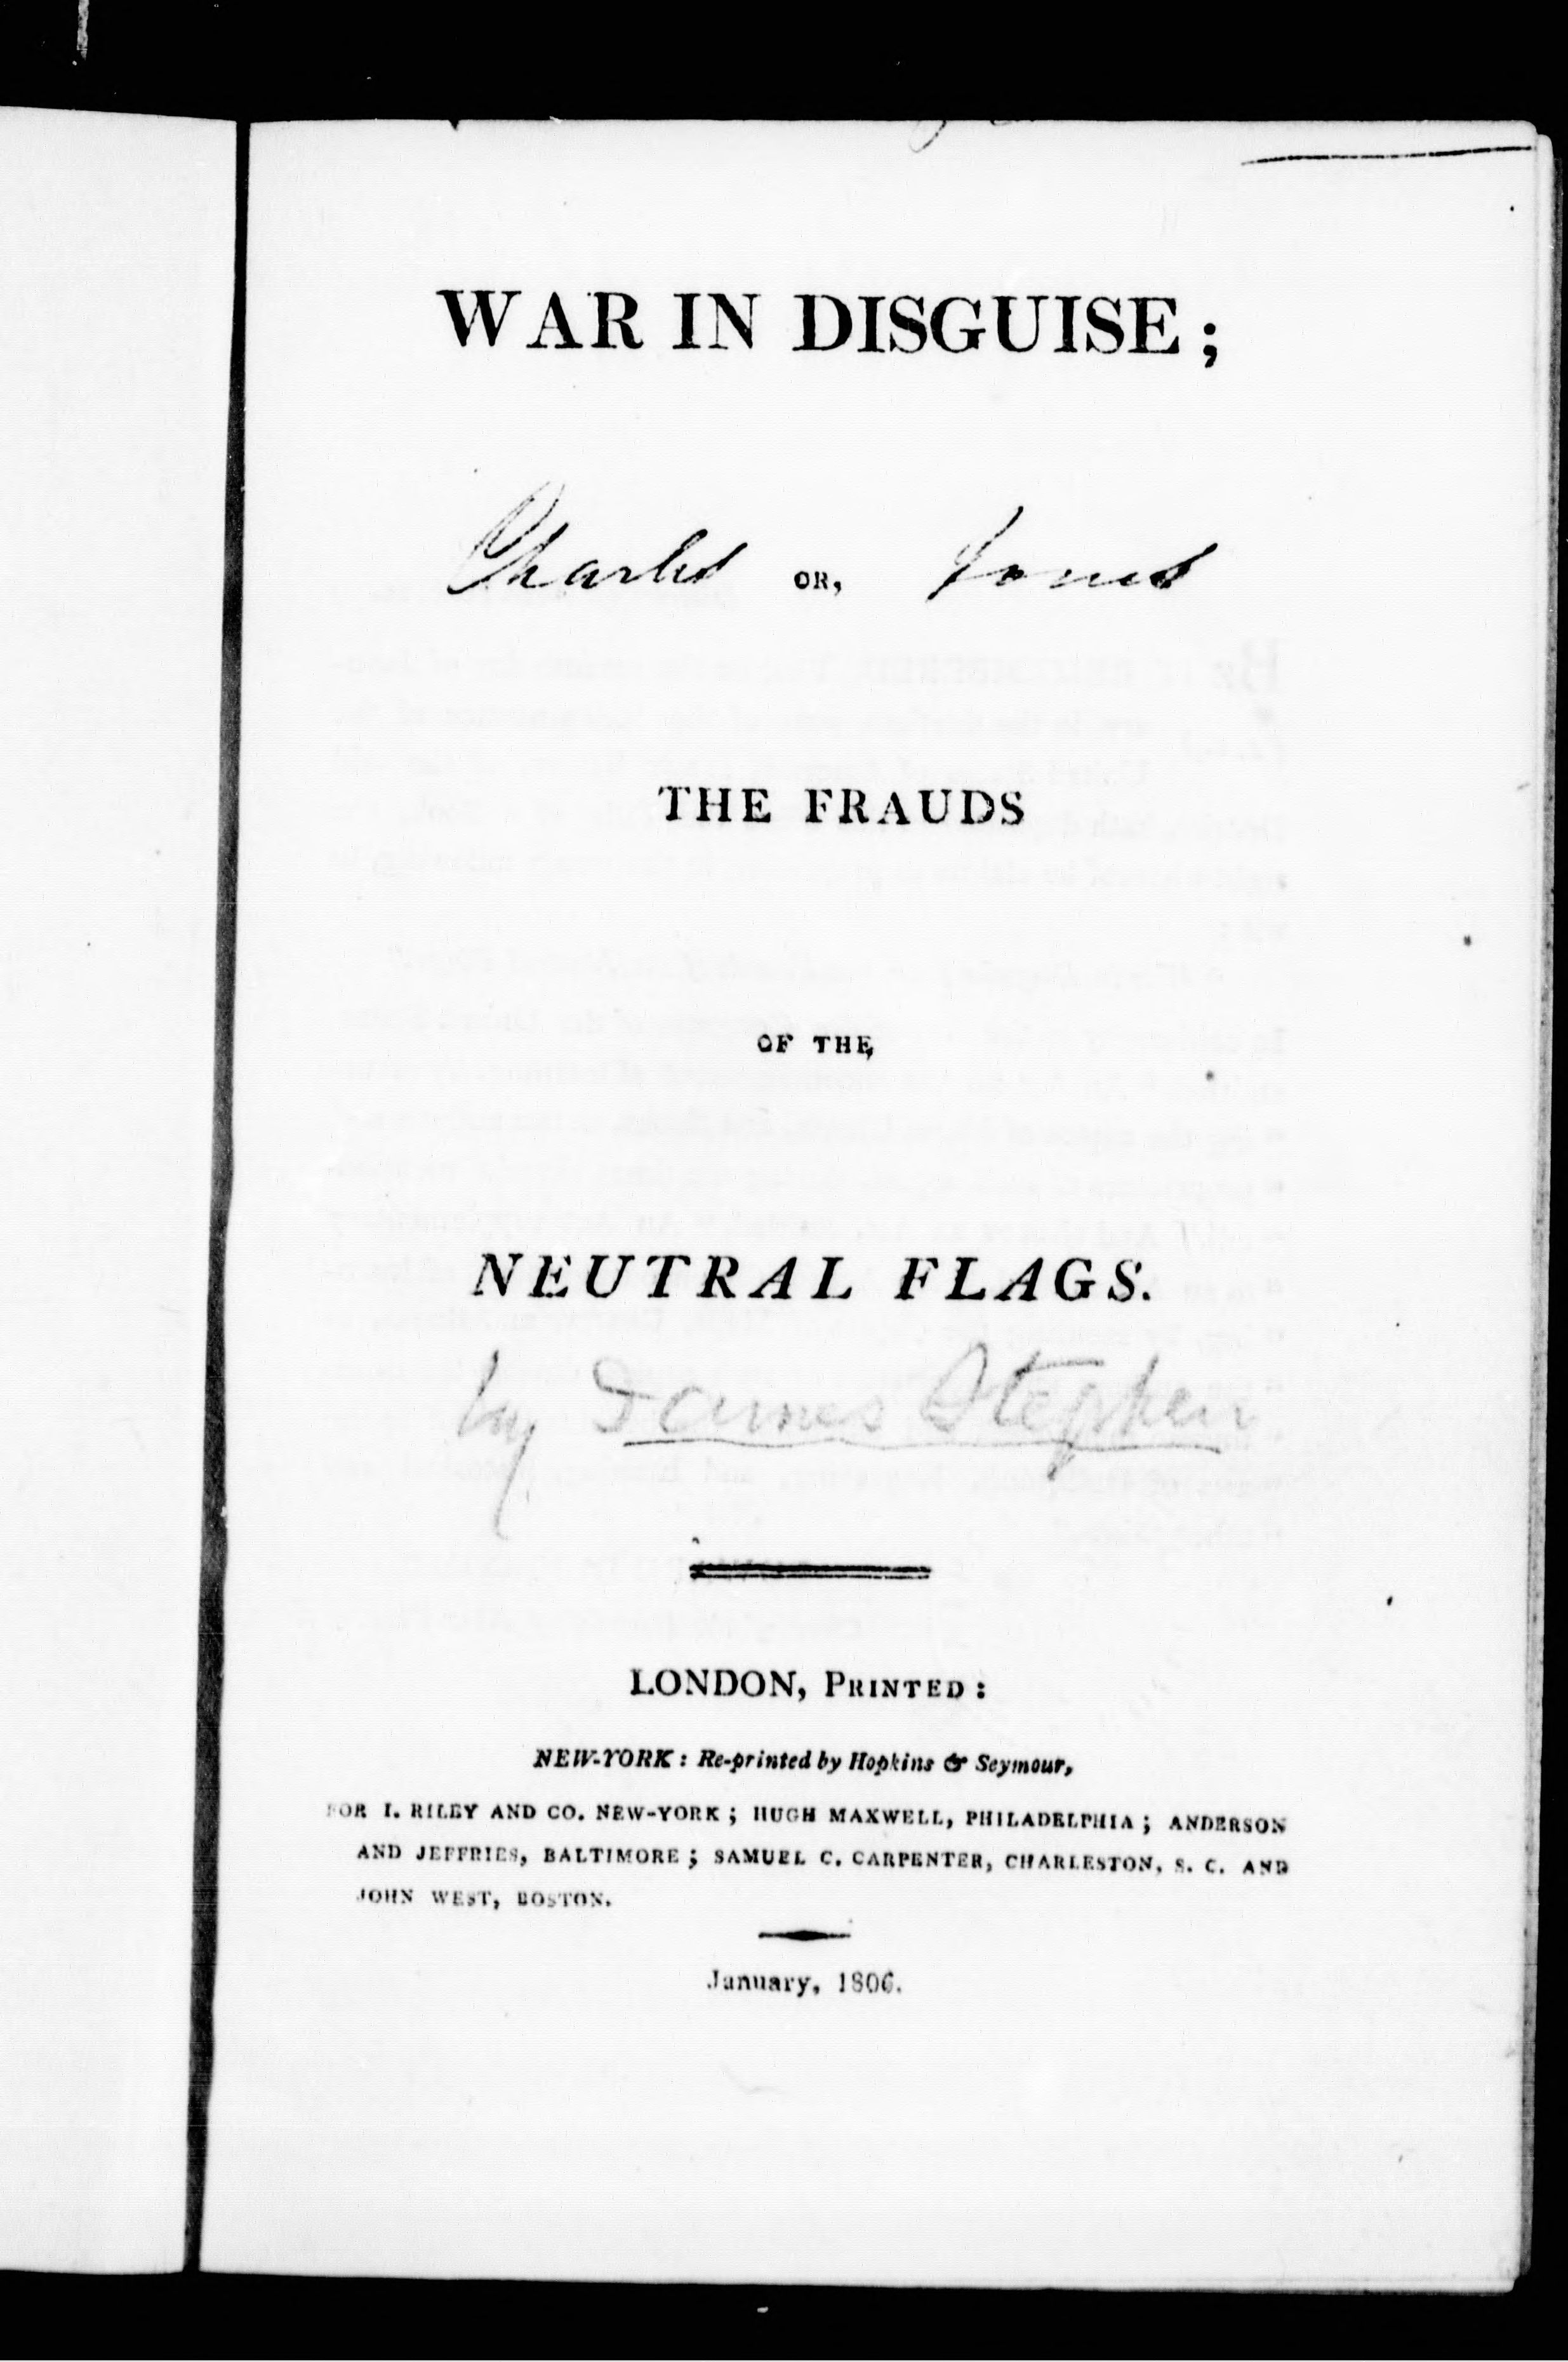 WAR IN DISGUISE;
Charles OR, Jones
THE FRAUDS
OF THE
NEUTRAL FLAGS.
by James Stephen
LONDON, PRINTED:
NEW-YORK: Re-printed by Hopkins & Seymour,
FOR I. RILEY AND CO. NEW-YORK; HUGH MAXWELL, PHILADELPHIA; ANDERSON
AND JEFFRIES, BALTIMORE; SAMUEL C. CARPENTER, CHARLESTON, S. C. AND
JOHN WEST, BOSTON.
January, 1806.